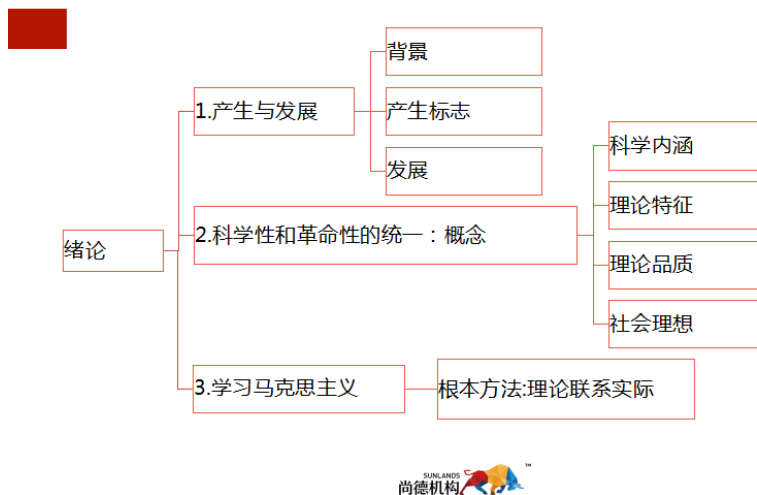 绪论
1.产生与发展
背景
产生标志
发展
2.科学性和革命性的统一：概念
科学内涵
理论特征
理论品质
社会理想
3.学习马克思主义
根本方法:理论联系实际
SUNLANDS
尚德机构
TM